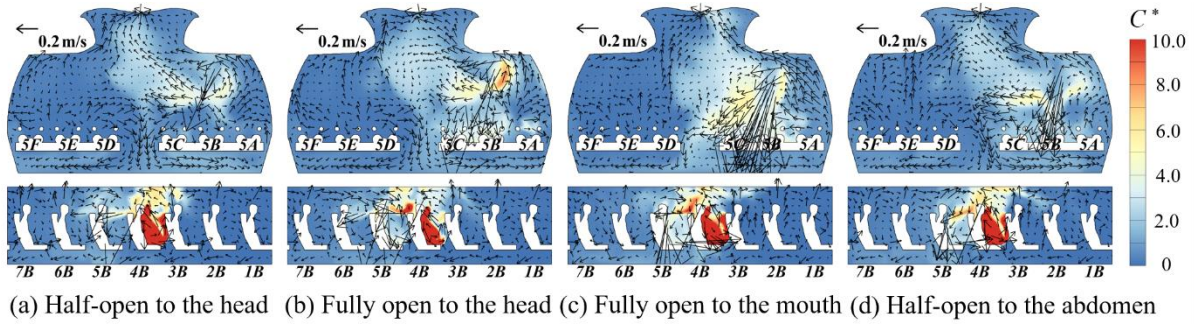 0.2 m/s 0.2 m/s 0.2 m/s 0.2 m/s
C*
10.0
8.0
6.0
4.0
2.0
0
5F 5E 5D 5C 5B 5A 5F 5E 5D 5C 5B 5A 5F 5E 5D 5C 5B 5A 5F 5E 5D 5C 5B 5A
7B 6B 5B 4B 3B 2B 1B 7B 6B 5B 4B 3B 2B 1B 7B 6B 5B 4B 3B 2B 1B 7B 6B 5B 4B 3B 2B 1B
(a) Half-open to the head (b) Fully open to the head (c) Fully open to the mouth (d) Half-open to the abdomen